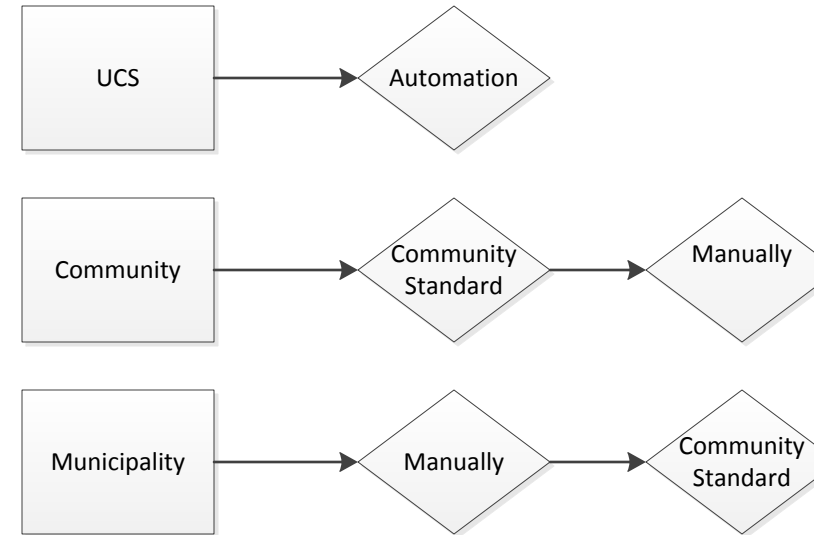 UCS
Automation
Community
Community
Standard
Manually
Municipality
Manually
Community
Standard